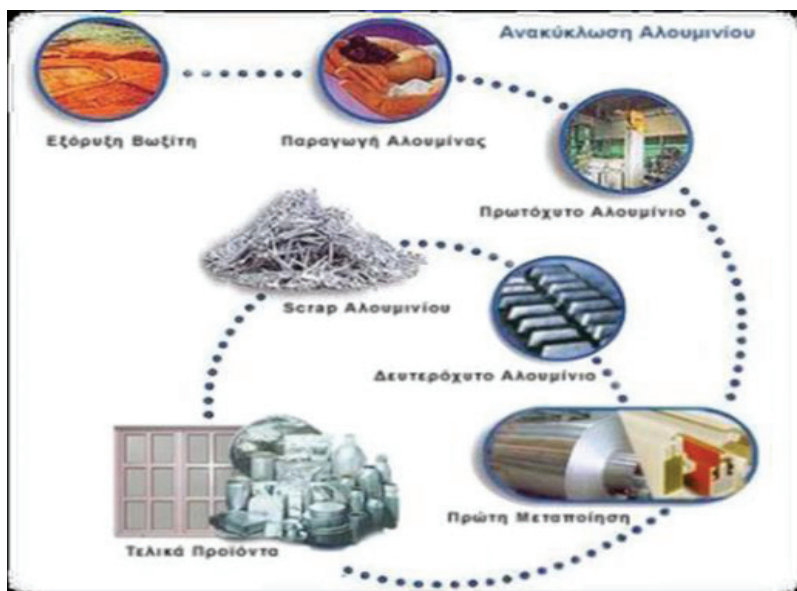 Ανακύκλωση Αλουμινίου
Εξόρυξη Βωξίτη
Παραγωγή Αλουμίνας
Πρωτόχυτο Αλουμίνιο
Scrap Αλουμινίου
Δευτερόχυτο Αλουμίνιο
Πρώτη Μεταποίηση
Τελικά Προϊόντα